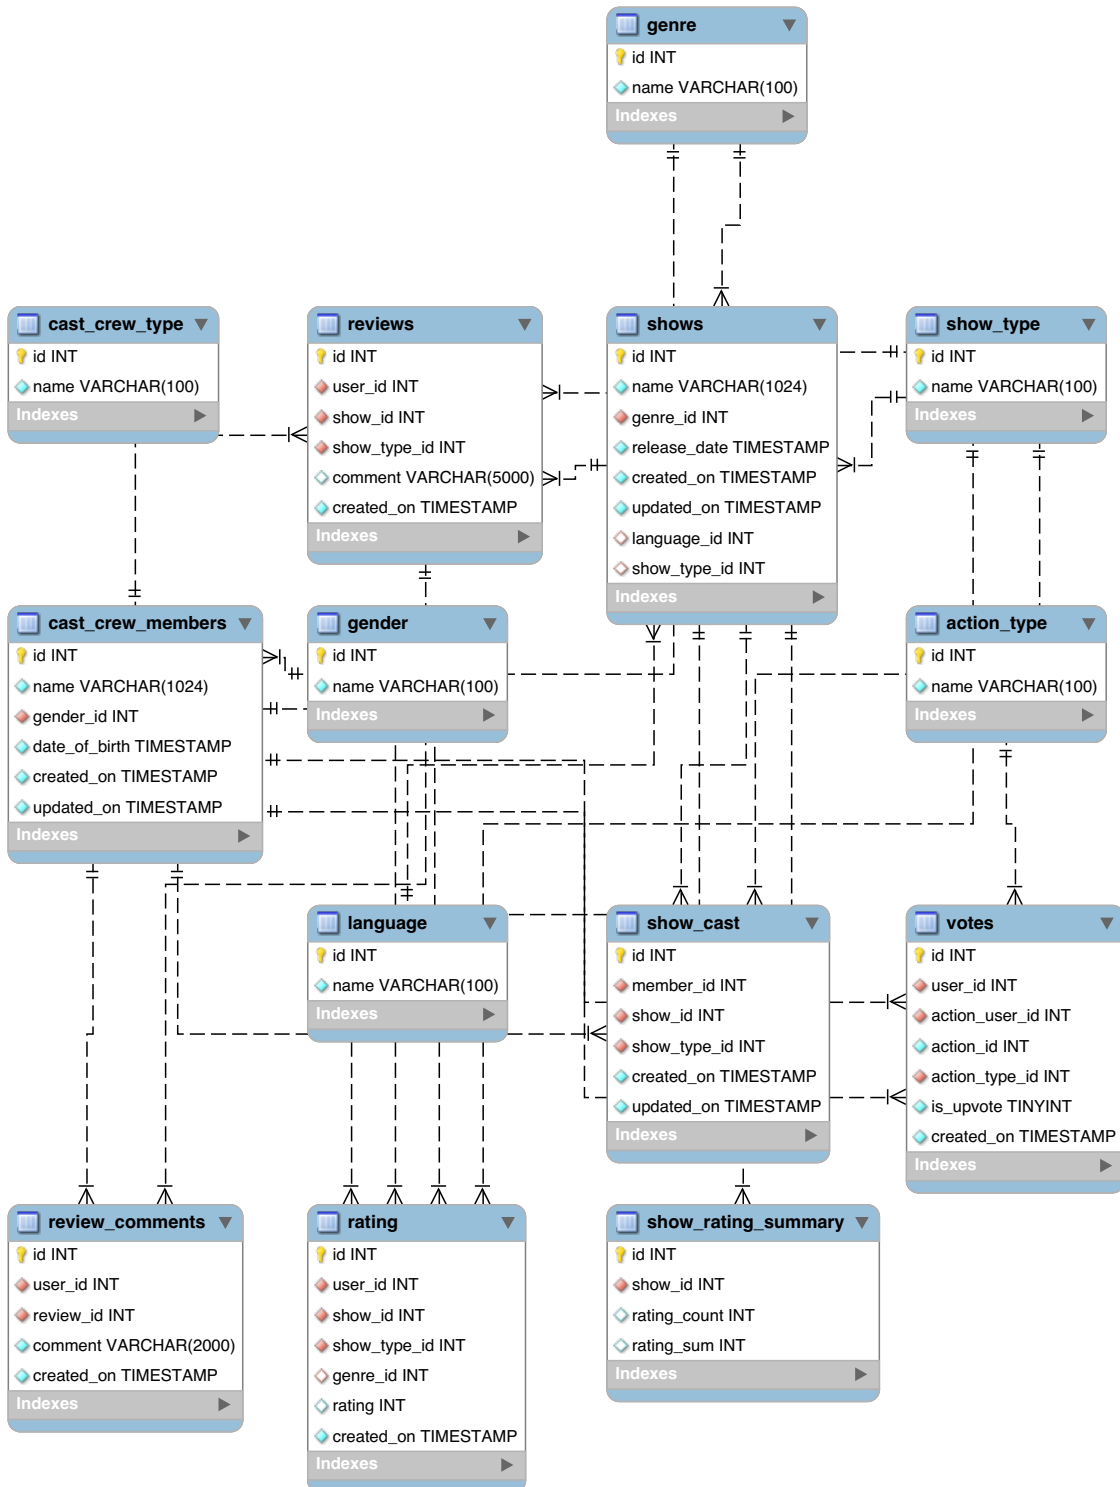 genre
id INT
name VARCHAR(100)
Indexes
cast_crew_type
id INT
name VARCHAR(100)
Indexes
reviews
id INT
user_id INT
show_id INT
show_type_id INT
comment VARCHAR(5000)
created_on TIMESTAMP
Indexes
shows
id INT
name VARCHAR(1024)
genre_id INT
release_date TIMESTAMP
created_on TIMESTAMP
updated_on TIMESTAMP
language_id INT
show_type_id INT
Indexes
show_type
id INT
name VARCHAR(100)
Indexes
cast_crew_members
id INT
name VARCHAR(1024)
gender_id INT
date_of_birth TIMESTAMP
created_on TIMESTAMP
updated_on TIMESTAMP
Indexes
gender
id INT
name VARCHAR(100)
Indexes
action_type
id INT
name VARCHAR(100)
Indexes
language
id INT
name VARCHAR(100)
Indexes
show_cast
id INT
member_id INT
show_id INT
show_type_id INT
created_on TIMESTAMP
updated_on TIMESTAMP
Indexes
votes
id INT
user_id INT
action_user_id INT
action_id INT
action_type_id INT
is_upvote TINYINT
created_on TIMESTAMP
Indexes
review_comments
id INT
user_id INT
review_id INT
comment VARCHAR(2000)
created_on TIMESTAMP
Indexes
rating
id INT
user_id INT
show_id INT
show_type_id INT
genre_id INT
rating INT
created_on TIMESTAMP
Indexes
show_rating_summary
id INT
show_id INT
rating_count INT
rating_sum INT
Indexes